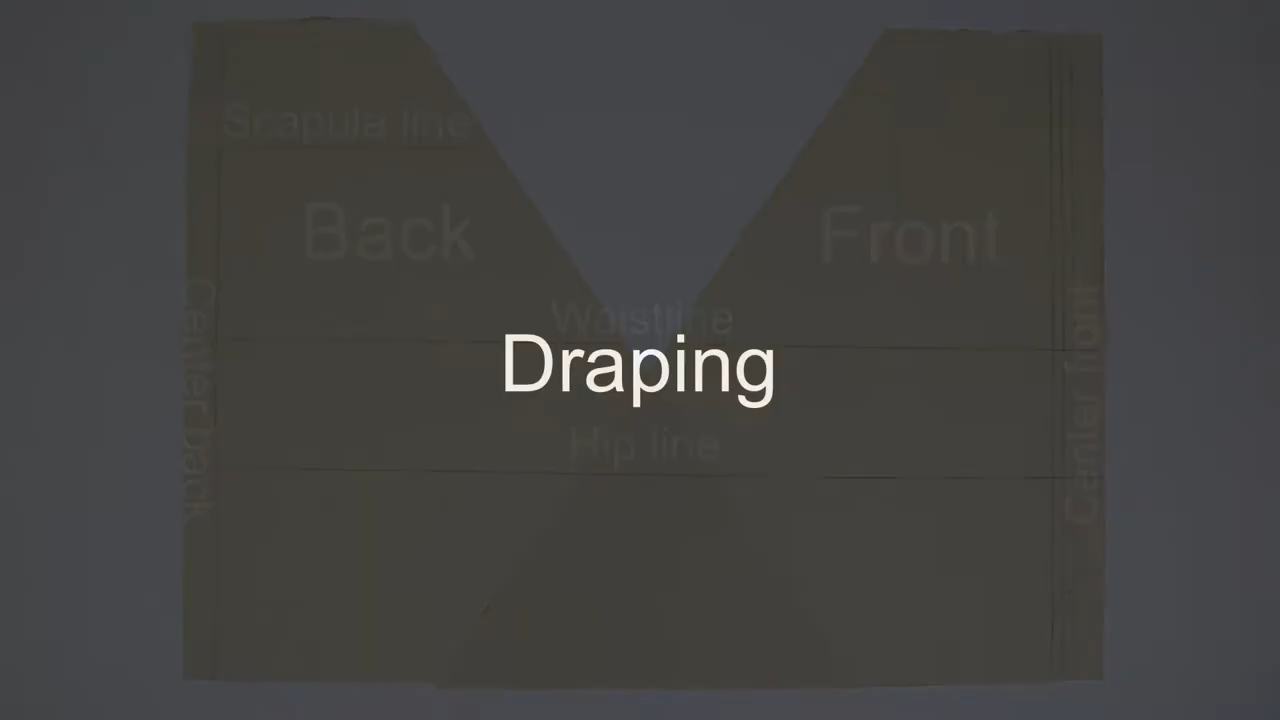 Scapula line
Back
Front
Waistline
Draping
Hip line
Center back
Center front